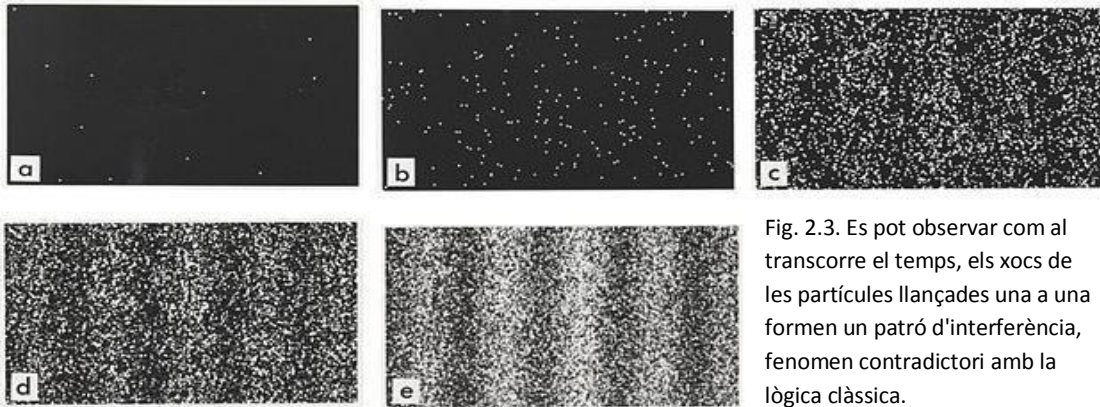 a
b
c
d
e
Fig. 2.3. Es pot observar com al
transcorre el temps, els xocs de
les partícules llançades una a una
formen un patró d'interferència,
fenomen contradictori amb la
lògica clàssica.